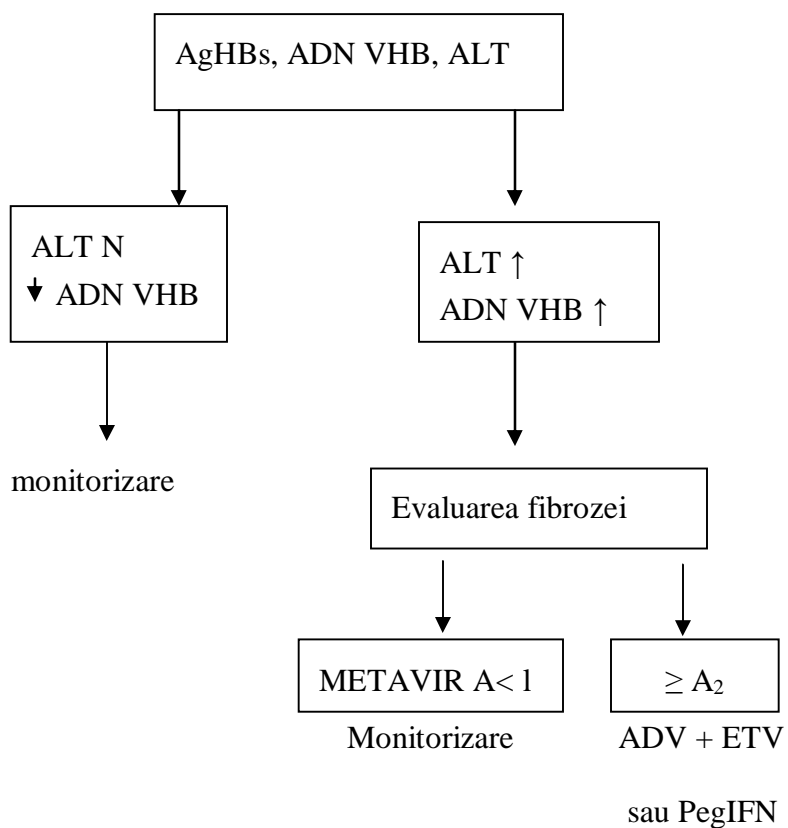 AgHBs, ADN VHB, ALT
ALT N
↓ ADN VHB
ALT ↑
ADN VHB ↑
monitorizare
Evaluarea fibrozei
METAVIR A< l
≥ A₂
Monitorizare
ADV + ETV
sau PegIFN